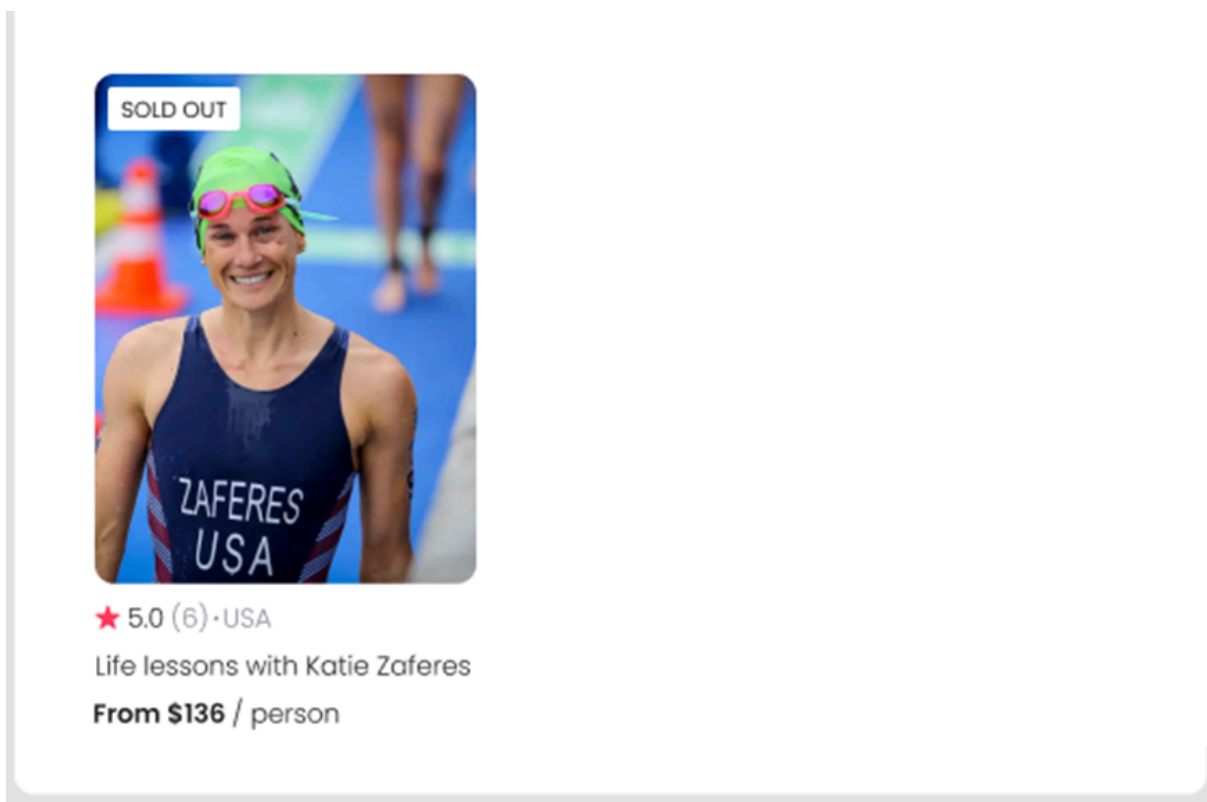 SOLD OUT
ZAFERES
USA
★ 5.0 (6)·USA
Life lessons with Katie Zaferes
From $136 / person